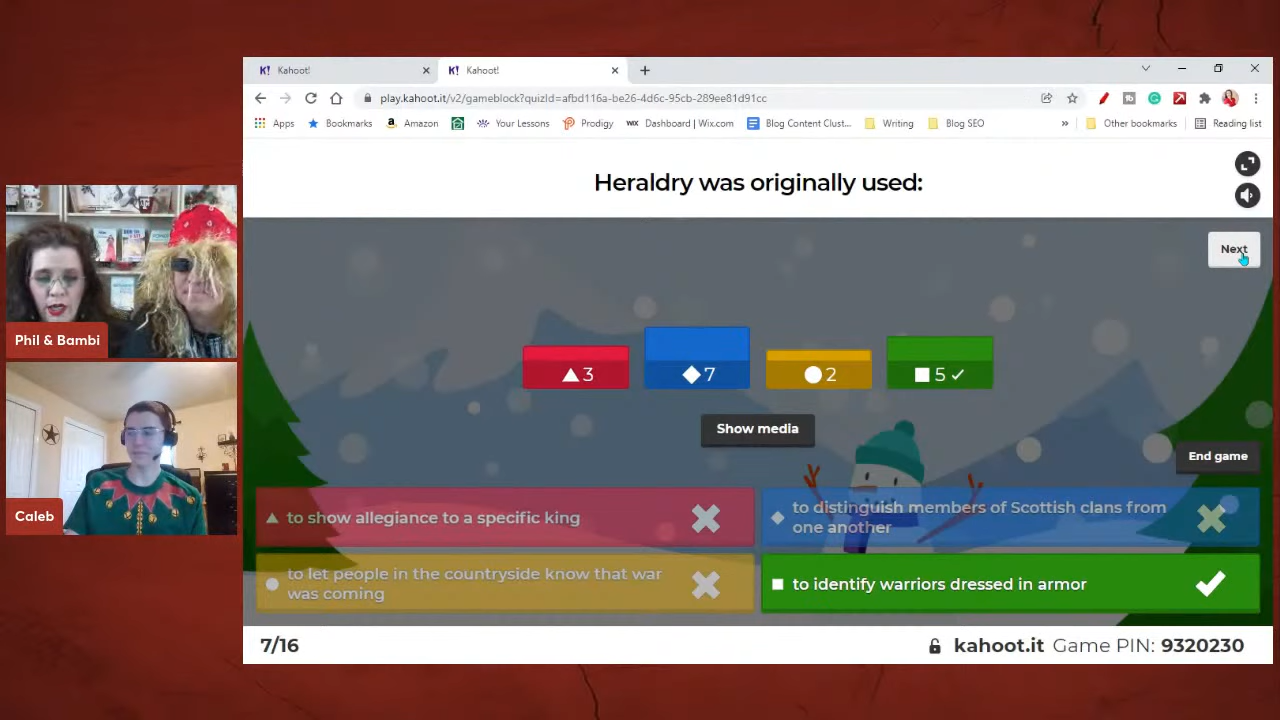 Kahoot!
Kahoot!
play.kahoot.it/v2/gameblock?quizId=afbd116a-be26-4d6c-95cb-289ee81d91cc
Apps
Bookmarks
Amazon
Your Lessons
Prodigy
WIX Dashboard | Wix.com
Blog Content Clust...
Writing
Blog SEO
»
Other bookmarks
Reading list
Heraldry was originally used:
Next
3
7
2
5
Show media
End game
to show allegiance to a specific king
to distinguish members of Scottish clans from
one another
to let people in the countryside know that war
was coming
to identify warriors dressed in armor
7/16
kahoot.it Game PIN: 9320230
Phil & Bambi
Caleb